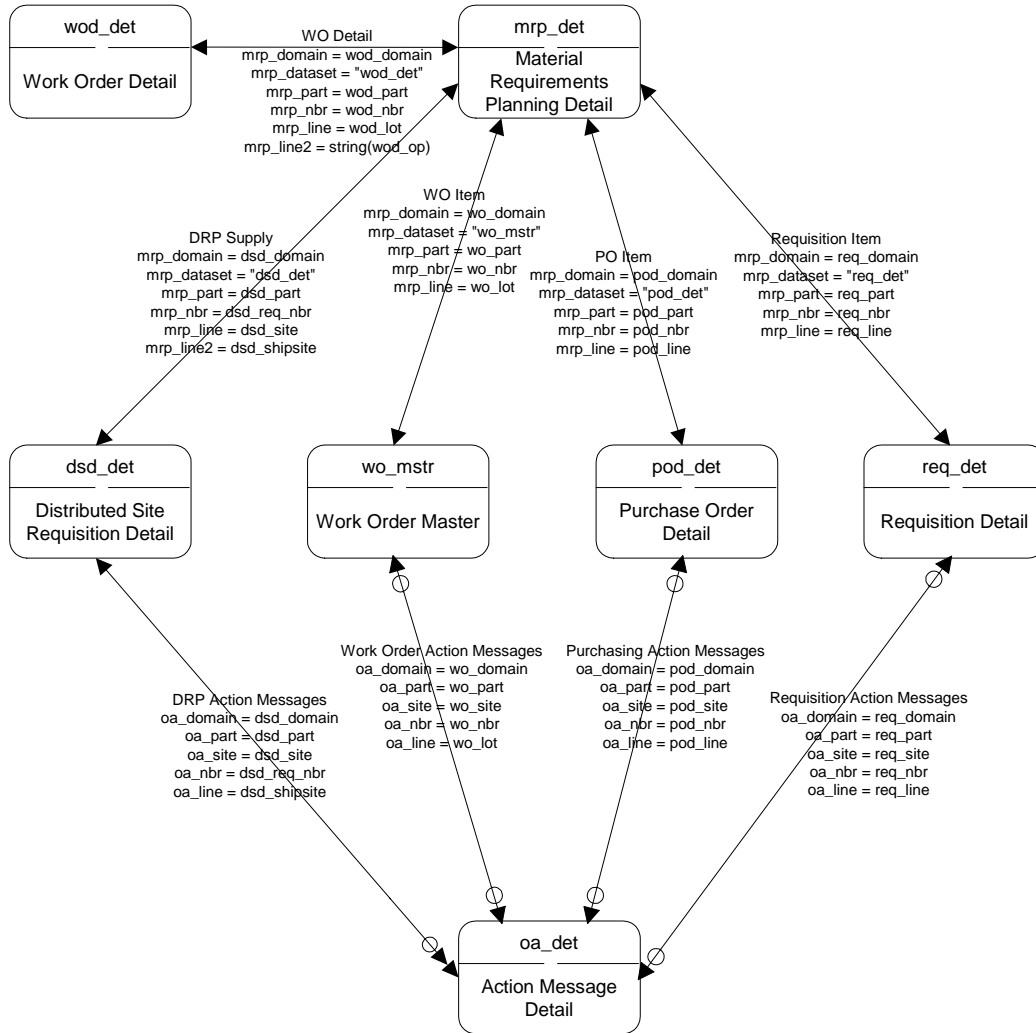 wod_det
Work Order Detail
WO Detail
mrp_domain = wod_domain
mrp_dataset = "wod_det"
mrp_part = wod_part
mrp_nbr = wod_nbr
mrp_line = wod_lot
mrp_line2 = string(wod_op)
mrp_det
Material
Requirements
Planning Detail
DRP Supply
mrp_domain = dsd_domain
mrp_dataset = "dsd_det"
mrp_part = dsd_part
mrp_nbr = dsd_req_nbr
mrp_line = dsd_site
mrp_line2 = dsd_shipsite
WO Item
mrp_domain = wo_domain
mrp_dataset = "wo_mstr"
mrp_part = wo_part
mrp_nbr = wo_nbr
mrp_line = wo_lot
PO Item
mrp_domain = pod_domain
mrp_dataset = "pod_det"
mrp_part = pod_part
mrp_nbr = pod_nbr
mrp_line = pod_line
Requisition Item
mrp_domain = req_domain
mrp_dataset = "req_det"
mrp_part = req_part
mrp_nbr = req_nbr
mrp_line = req_line
dsd_det
Distributed Site
Requisition Detail
wo_mstr
Work Order Master
pod_det
Purchase Order
Detail
req_det
Requisition Detail
DRP Action Messages
oa_domain = dsd_domain
oa_part = dsd_part
oa_site = dsd_site
oa_nbr = dsd_req_nbr
oa_line = dsd_shipsite
Work Order Action Messages
oa_domain = wo_domain
oa_part = wo_part
oa_site = wo_site
oa_nbr = wo_nbr
oa_line = wo_lot
Purchasing Action Messages
oa_domain = pod_domain
oa_part = pod_part
oa_site = pod_site
oa_nbr = pod_nbr
oa_line = pod_line
Requisition Action Messages
oa_domain = req_domain
oa_part = req_part
oa_site = req_site
oa_nbr = req_nbr
oa_line = req_line
oa_det
Action Message
Detail